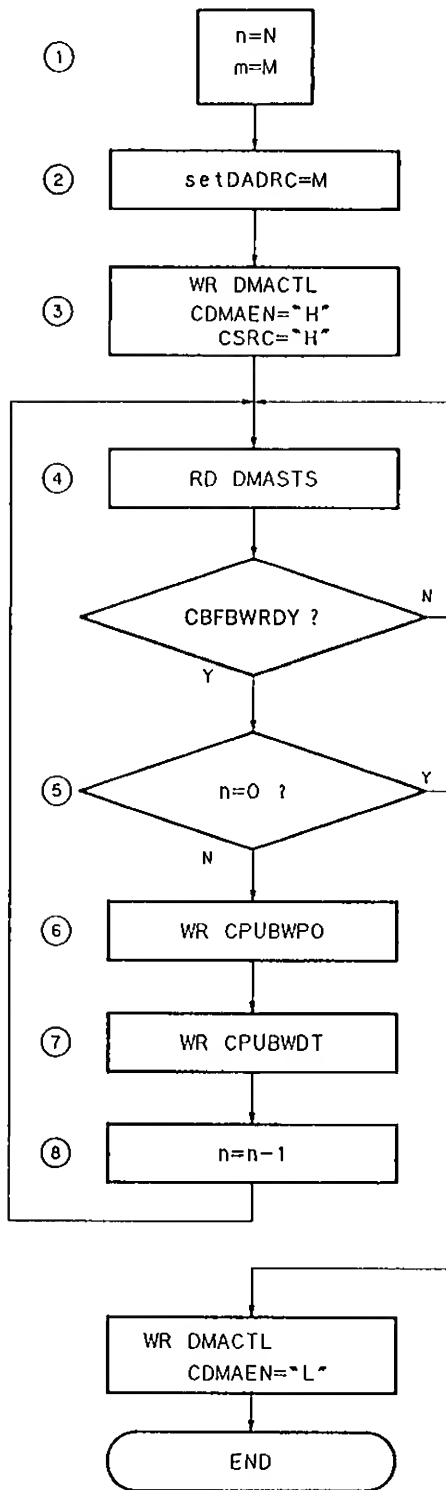 ①
n=N
m=M
②
setDADRC=M
③
WR DMACTL
CDMAEN="H"
CSRC="H"
④
RD DMASTS
CBFBWRDY ?
N
Y
⑤
n=0 ?
Y
N
⑥
WR CPUBWPO
⑦
WR CPUBWDT
⑧
n=n-1
WR DMACTL
CDMAEN="L"
END